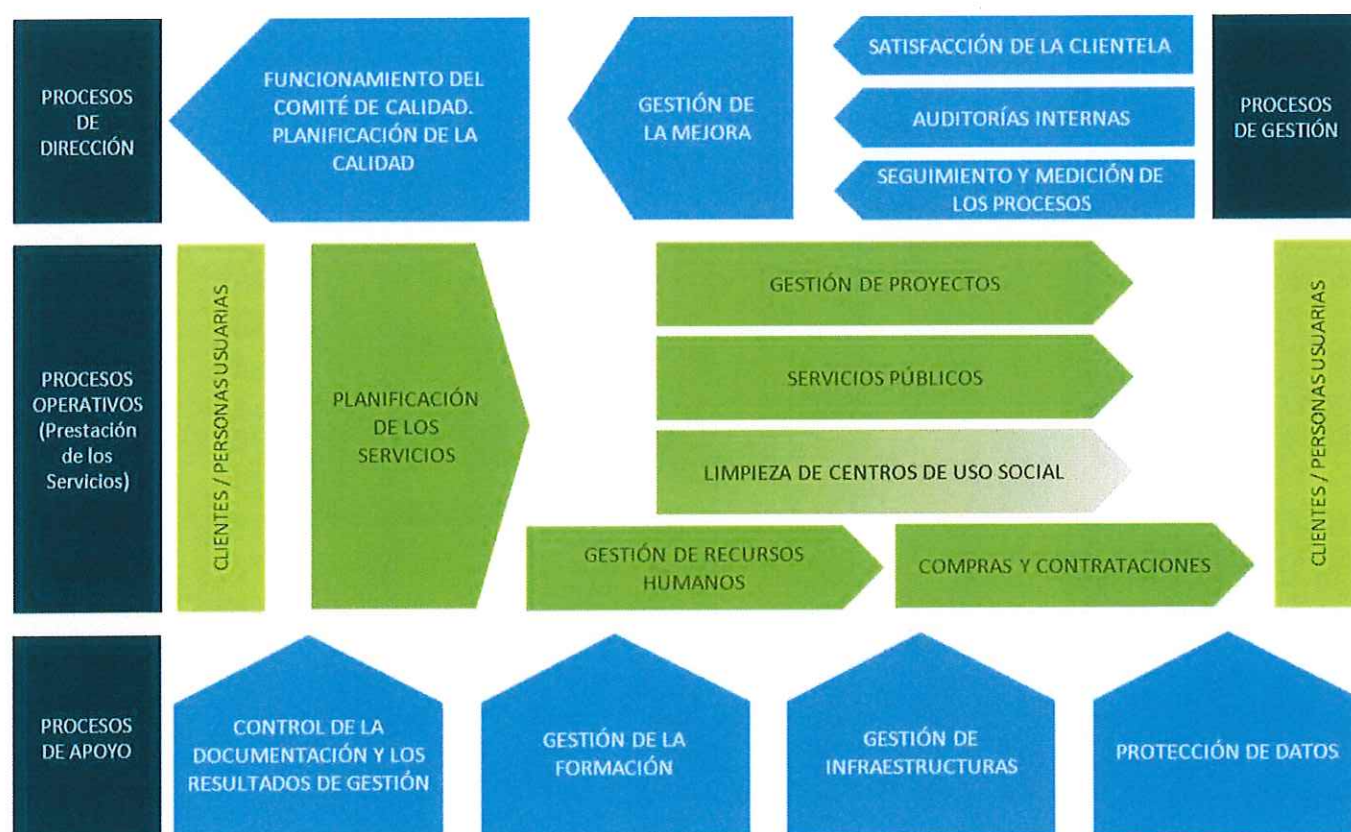 PROCESOS
DE
DIRECCIÓN
FUNCIONAMIENTO DEL
COMITÉ DE CALIDAD.
PLANIFICACIÓN DE LA
CALIDAD
GESTIÓN DE
LA MEJORA
SATISFACCIÓN DE LA CLIENTELA
AUDITORÍAS INTERNAS
SEGUIMIENTO Y MEDICIÓN DE
LOS PROCESOS
PROCESOS
DE GESTIÓN
PROCESOS
OPERATIVOS
(Prestación
de los
Servicios)
CLIENTES / PERSONAS USUARIAS
PLANIFICACIÓN
DE LOS
SERVICIOS
GESTIÓN DE PROYECTOS
SERVICIOS PÚBLICOS
LIMPIEZA DE CENTROS DE USO SOCIAL
GESTIÓN DE RECURSOS
HUMANOS
COMPRAS Y CONTRATACIONES
CLIENTES / PERSONAS USUARIAS
PROCESOS
DE APOYO
CONTROL DE LA
DOCUMENTACIÓN Y LOS
RESULTADOS DE GESTIÓN
GESTIÓN DE LA
FORMACIÓN
GESTIÓN DE
INFRAESTRUCTURAS
PROTECCIÓN DE DATOS